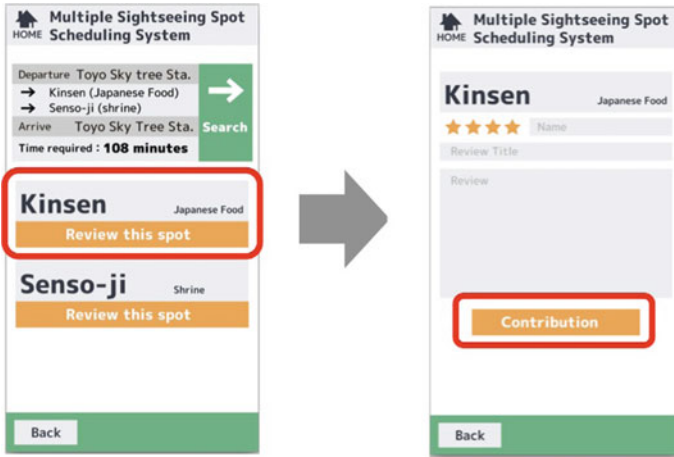 Multiple Sightseeing Spot
HOME Scheduling System
Departure Toyo Sky tree Sta.
→ Kinsen (Japanese Food)
→ Senso-ji (shrine)
Arrive Toyo Sky Tree Sta.
Search
Time required : 108 minutes
Kinsen Japanese Food
Review this spot
Senso-ji Shrine
Review this spot
Back
Multiple Sightseeing Spot
HOME Scheduling System
Kinsen Japanese Food
★★★★ Name
Review Title
Review
Contribution
Back